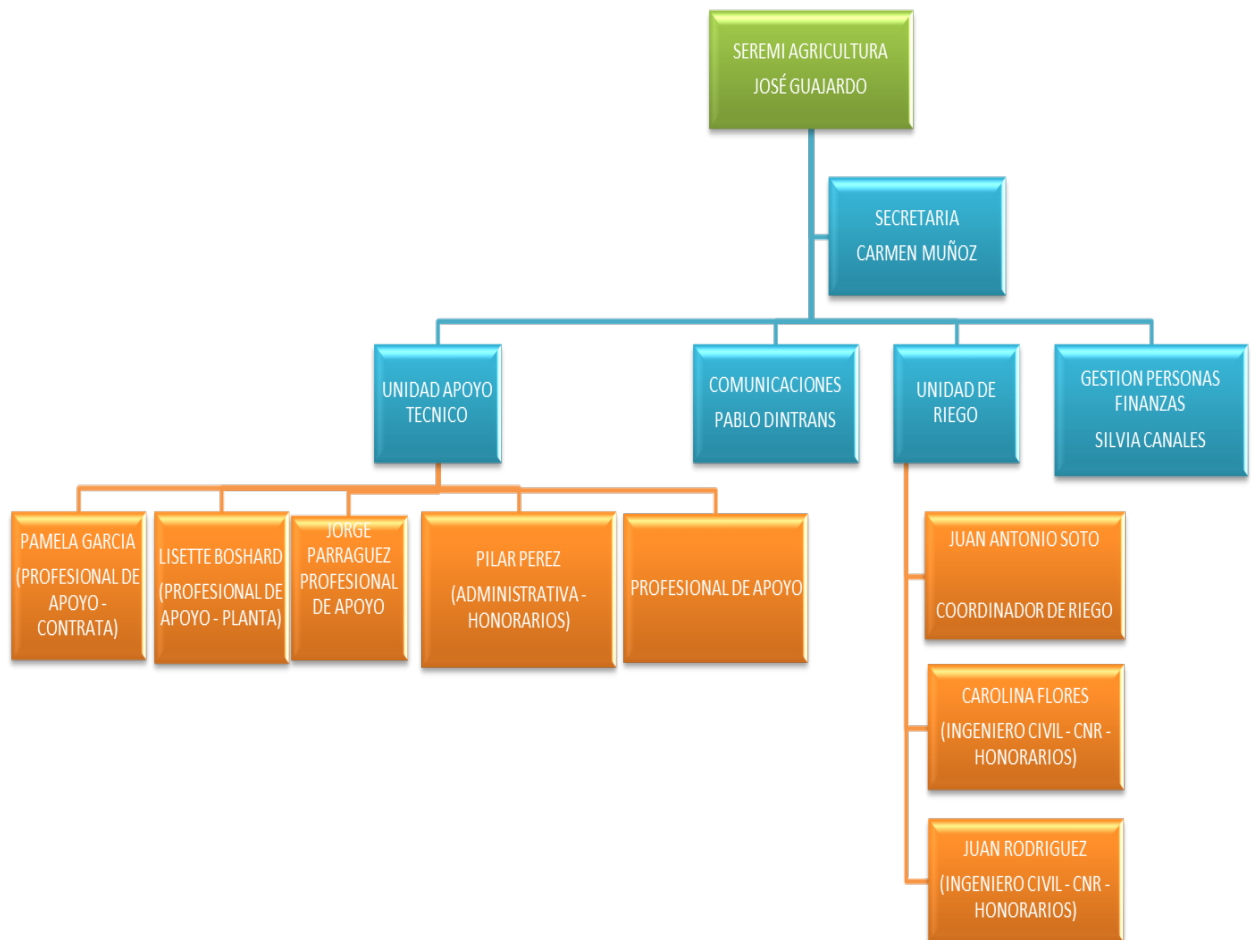 SEREMI AGRICULTURA
JOSÉ GUAJARDO
SECRETARIA
CARMEN MUÑOZ
UNIDAD APOYO
TECNICO
COMUNICACIONES
PABLO DINTRANS
UNIDAD DE
RIEGO
GESTION PERSONAS
FINANZAS
SILVIA CANALES
PAMELA GARCIA
(PROFESIONAL DE
APOYO -
CONTRATA)
LISETTE BOSHARD
(PROFESIONAL DE
APOYO - PLANTA)
JORGE
PARRAGUEZ
PROFESIONAL
DE APOYO
PILAR PEREZ
(ADMINISTRATIVA -
HONORARIOS)
PROFESIONAL DE APOYO
JUAN ANTONIO SOTO
COORDINADOR DE RIEGO
CAROLINA FLORES
(INGENIERO CIVIL - CNR -
HONORARIOS)
JUAN RODRIGUEZ
(INGENIERO CIVIL - CNR -
HONORARIOS)